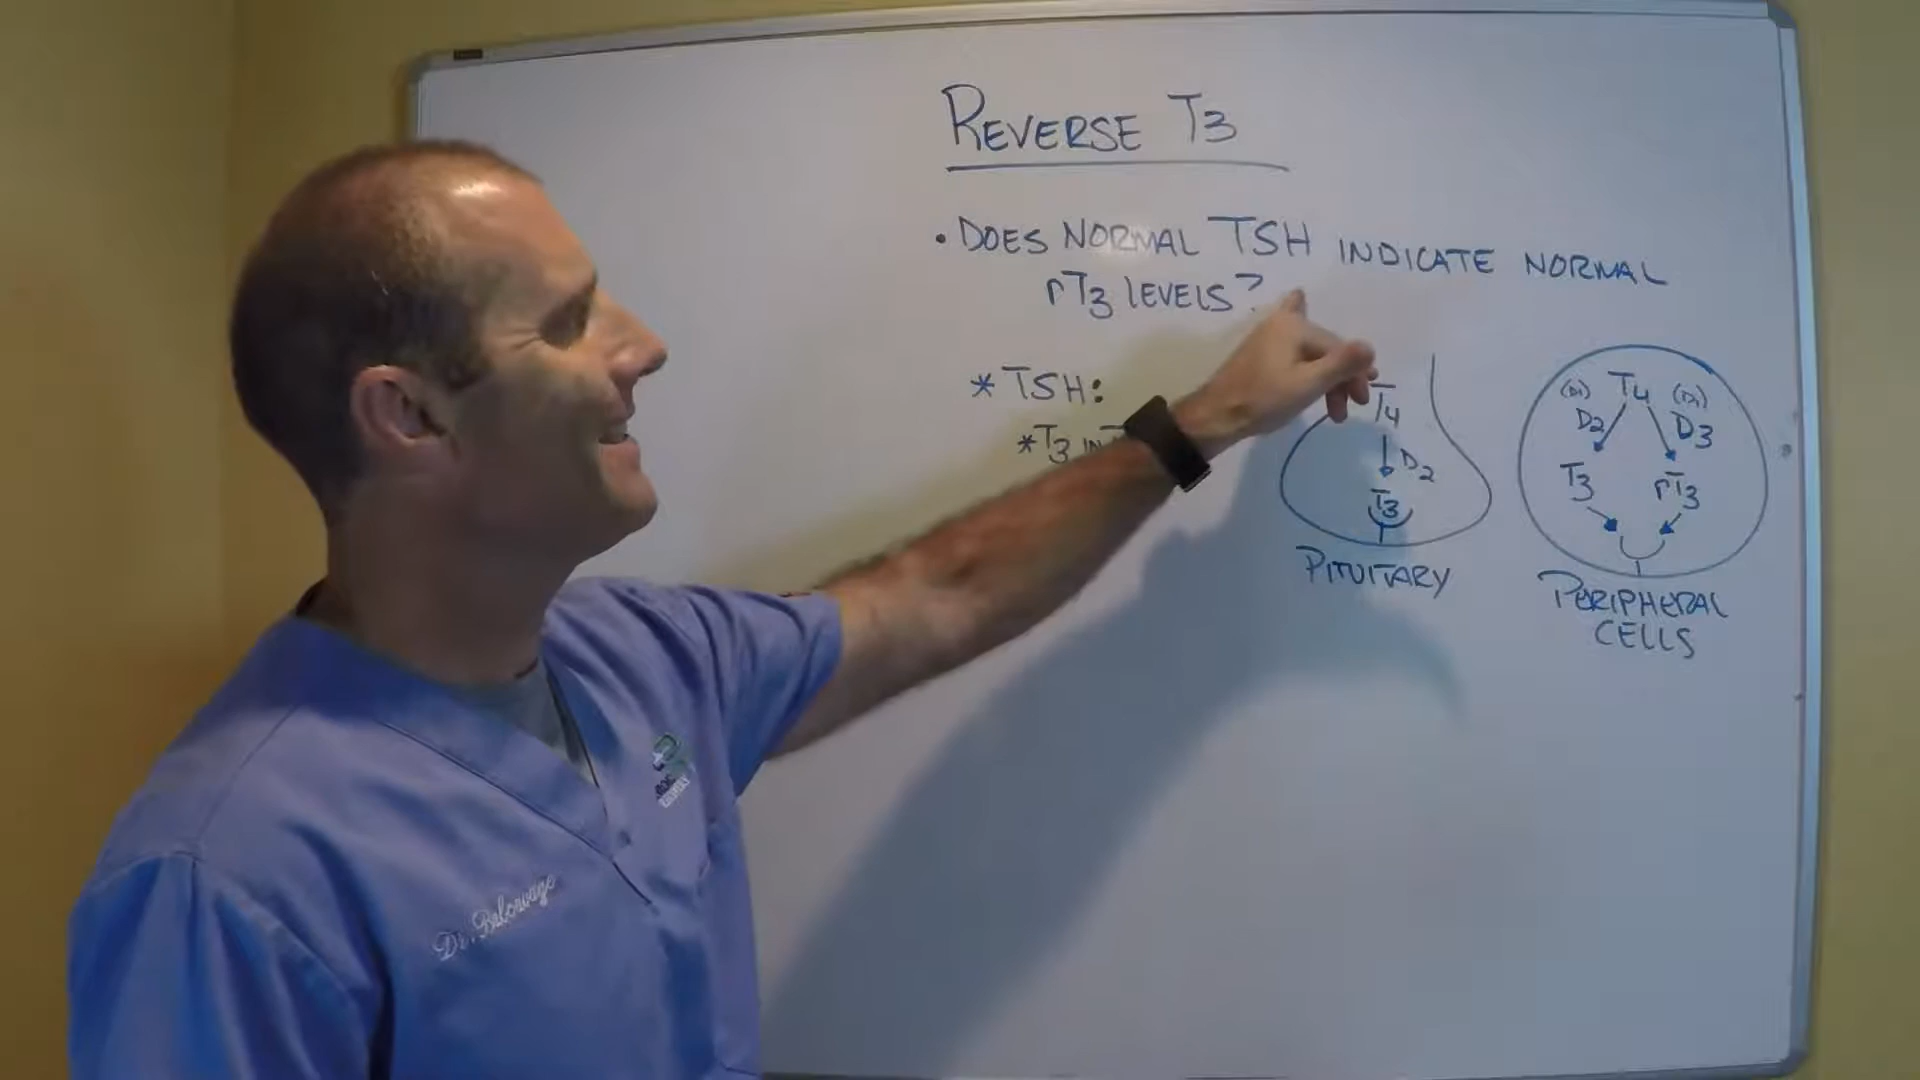 REVERSE T3
• DOES NORMAL TSH INDICATE NORMAL
rT3 LEVELS?
* TSH:
*T3 IN
T4
D2
T3
PITUITARY
(D1) T4 (D1)
D2 D3
T3 rT3
PERIPHERAL
CELLS
Dr.